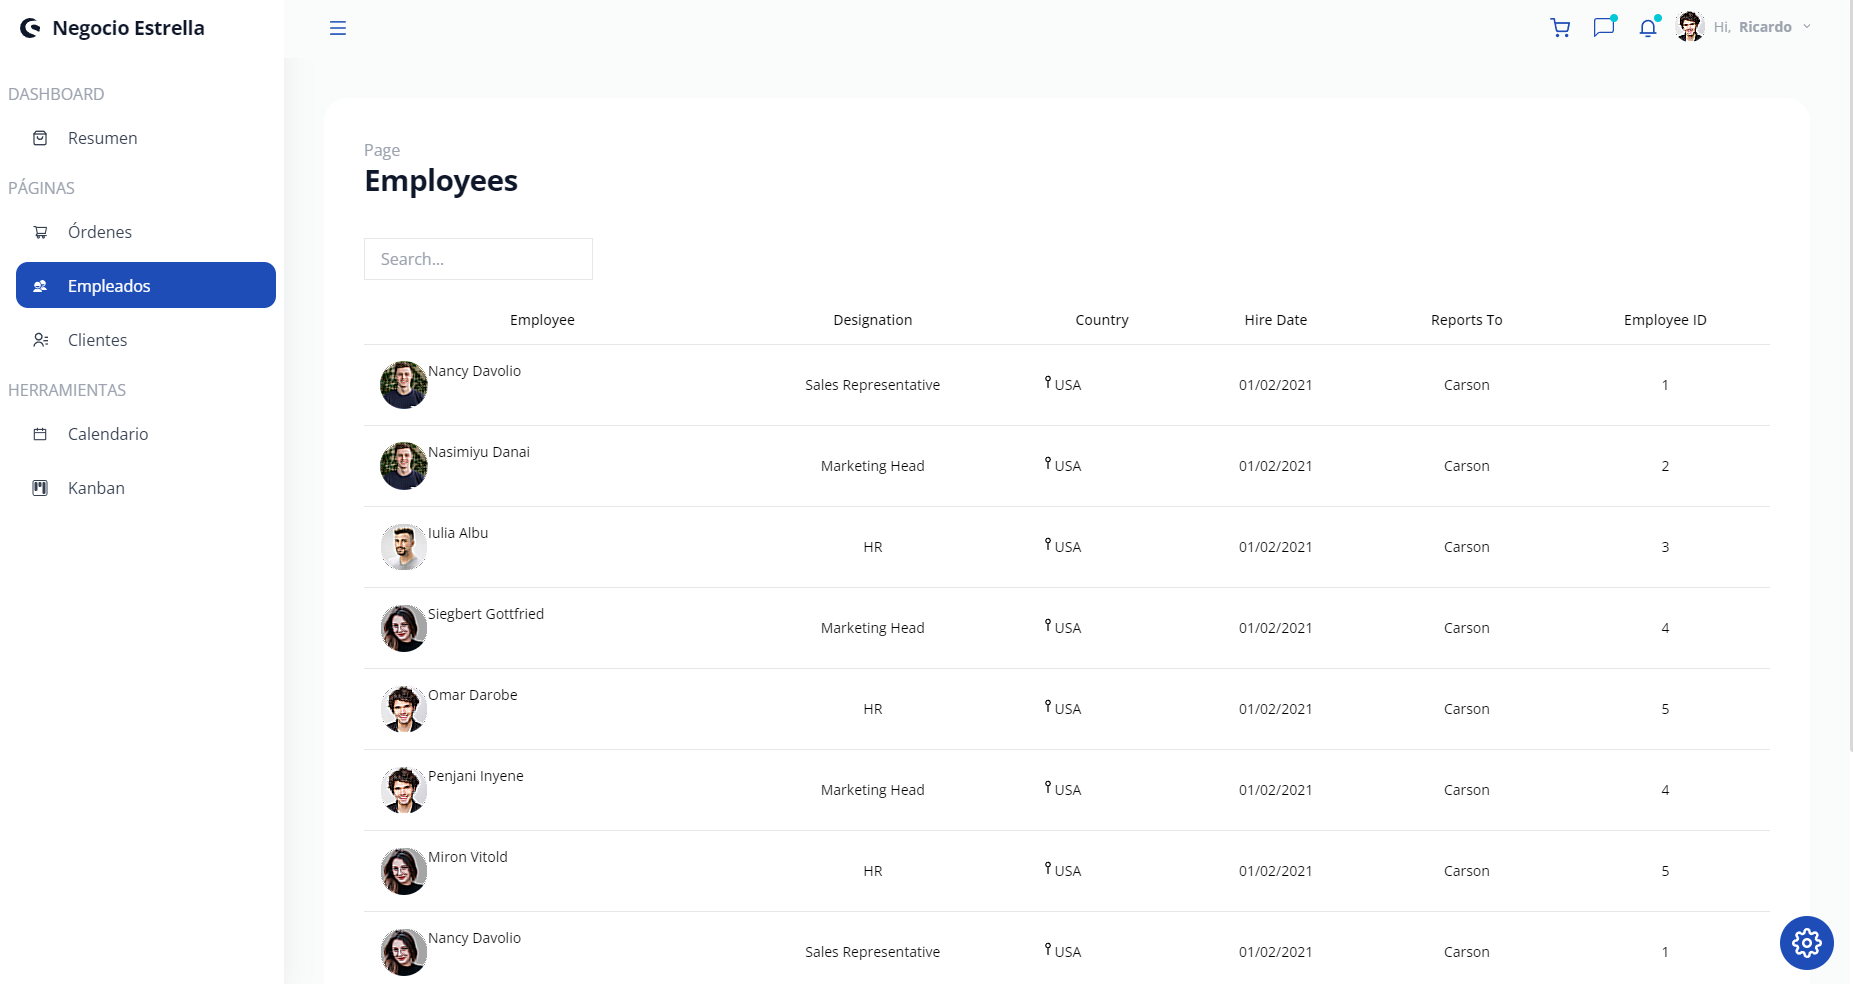 Negocio Estrella
Hi, Ricardo
DASHBOARD
Resumen
PÁGINAS
Órdenes
Empleados
Clientes
HERRAMIENTAS
Calendario
Kanban
Page
Employees
Search...
Employee Designation Country Hire Date Reports To Employee ID
Nancy Davolio Sales Representative USA 01/02/2021 Carson 1
Nasimiyu Danai Marketing Head USA 01/02/2021 Carson 2
Iulia Albu HR USA 01/02/2021 Carson 3
Siegbert Gottfried Marketing Head USA 01/02/2021 Carson 4
Omar Darobe HR USA 01/02/2021 Carson 5
Penjani Inyene Marketing Head USA 01/02/2021 Carson 4
Miron Vitold HR USA 01/02/2021 Carson 5
Nancy Davolio Sales Representative USA 01/02/2021 Carson 1